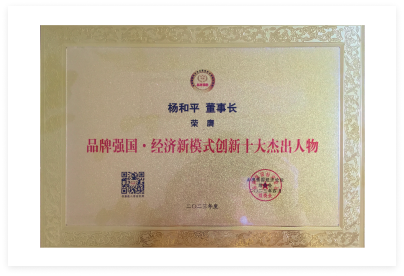 杨和平 董事长
荣 膺
品牌强国·经济新模式创新十大杰出人物
二〇二三年度